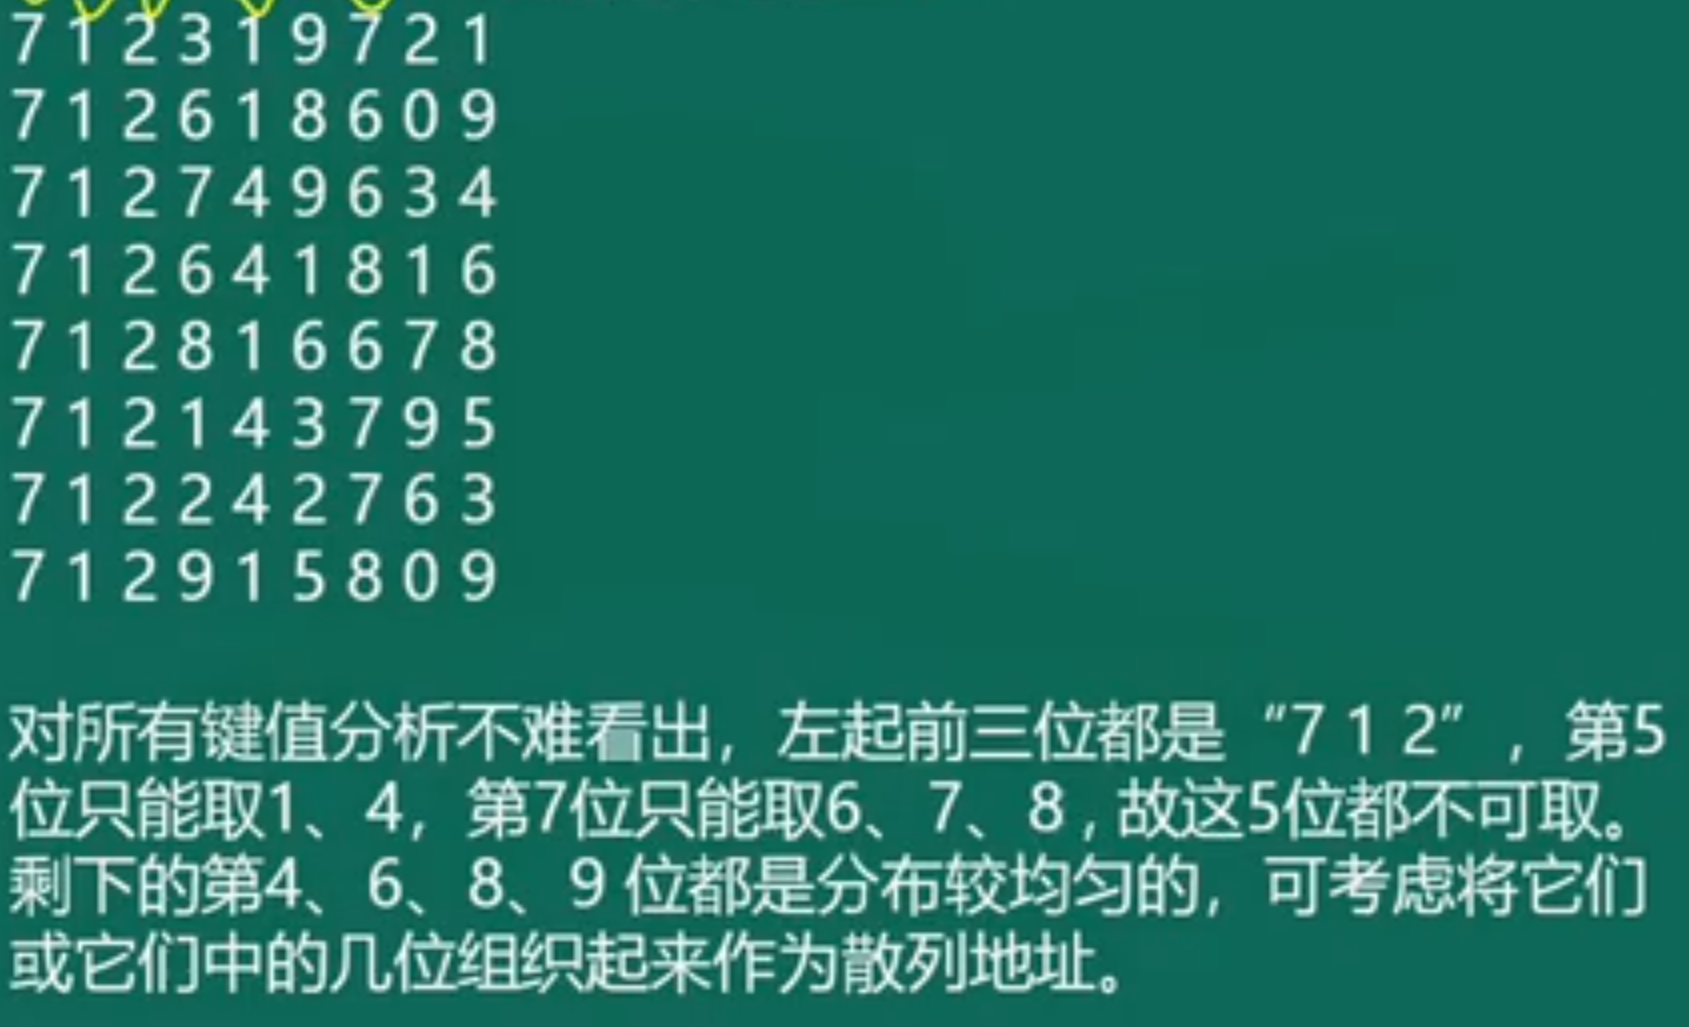 7 1 2 3 1 9 7 2 1
7 1 2 6 1 8 6 0 9
7 1 2 7 4 9 6 3 4
7 1 2 6 4 1 8 1 6
7 1 2 8 1 6 6 7 8
7 1 2 1 4 3 7 9 5
7 1 2 2 4 2 7 6 3
7 1 2 9 1 5 8 0 9
对所有键值分析不难看出，左起前三位都是“7 1 2”，第5
位只能取1、4，第7位只能取6、7、8 , 故这5位都不可取。
剩下的第4、6、8、9 位都是分布较均匀的，可考虑将它们
或它们中的几位组织起来作为散列地址。